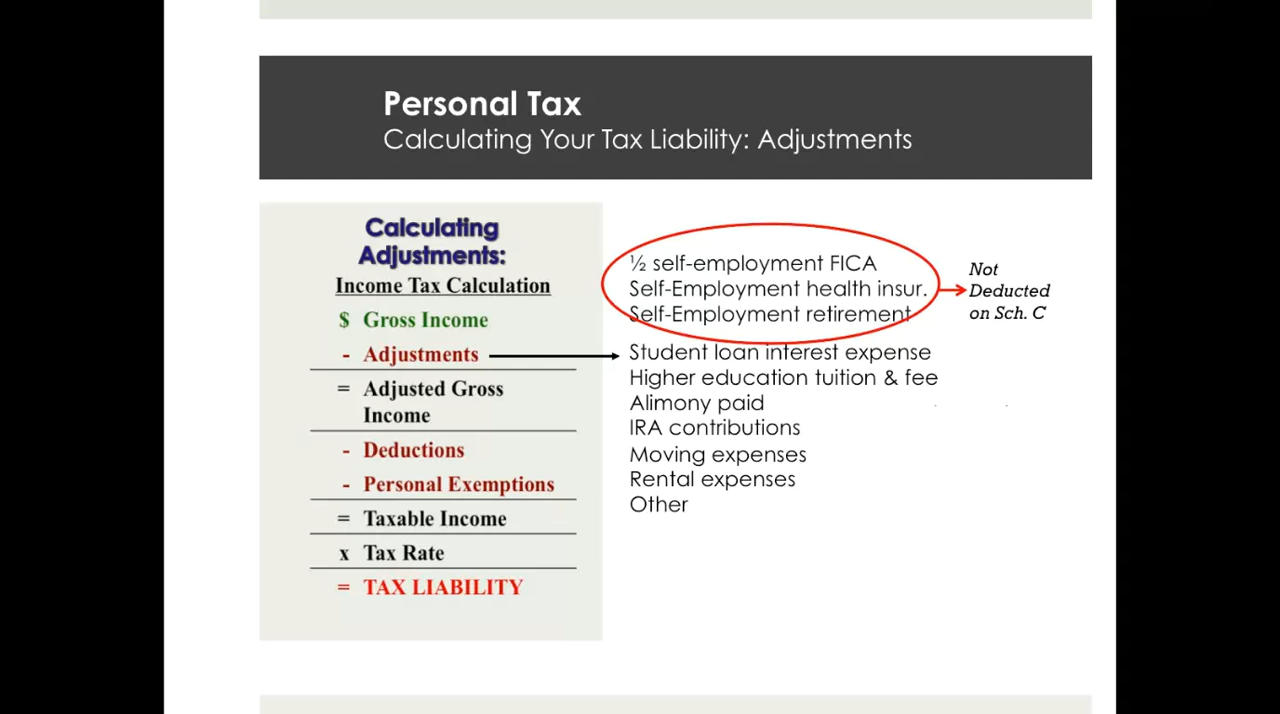 Personal Tax
Calculating Your Tax Liability: Adjustments
Calculating
Adjustments:
Income Tax Calculation
$ Gross Income
- Adjustments
= Adjusted Gross
Income
- Deductions
- Personal Exemptions
= Taxable Income
x Tax Rate
= TAX LIABILITY
½ self-employment FICA
Self-Employment health insur.
Self-Employment retirement
Student loan interest expense
Higher education tuition & fee
Alimony paid
IRA contributions
Moving expenses
Rental expenses
Other
Not
Deducted
on Sch. C